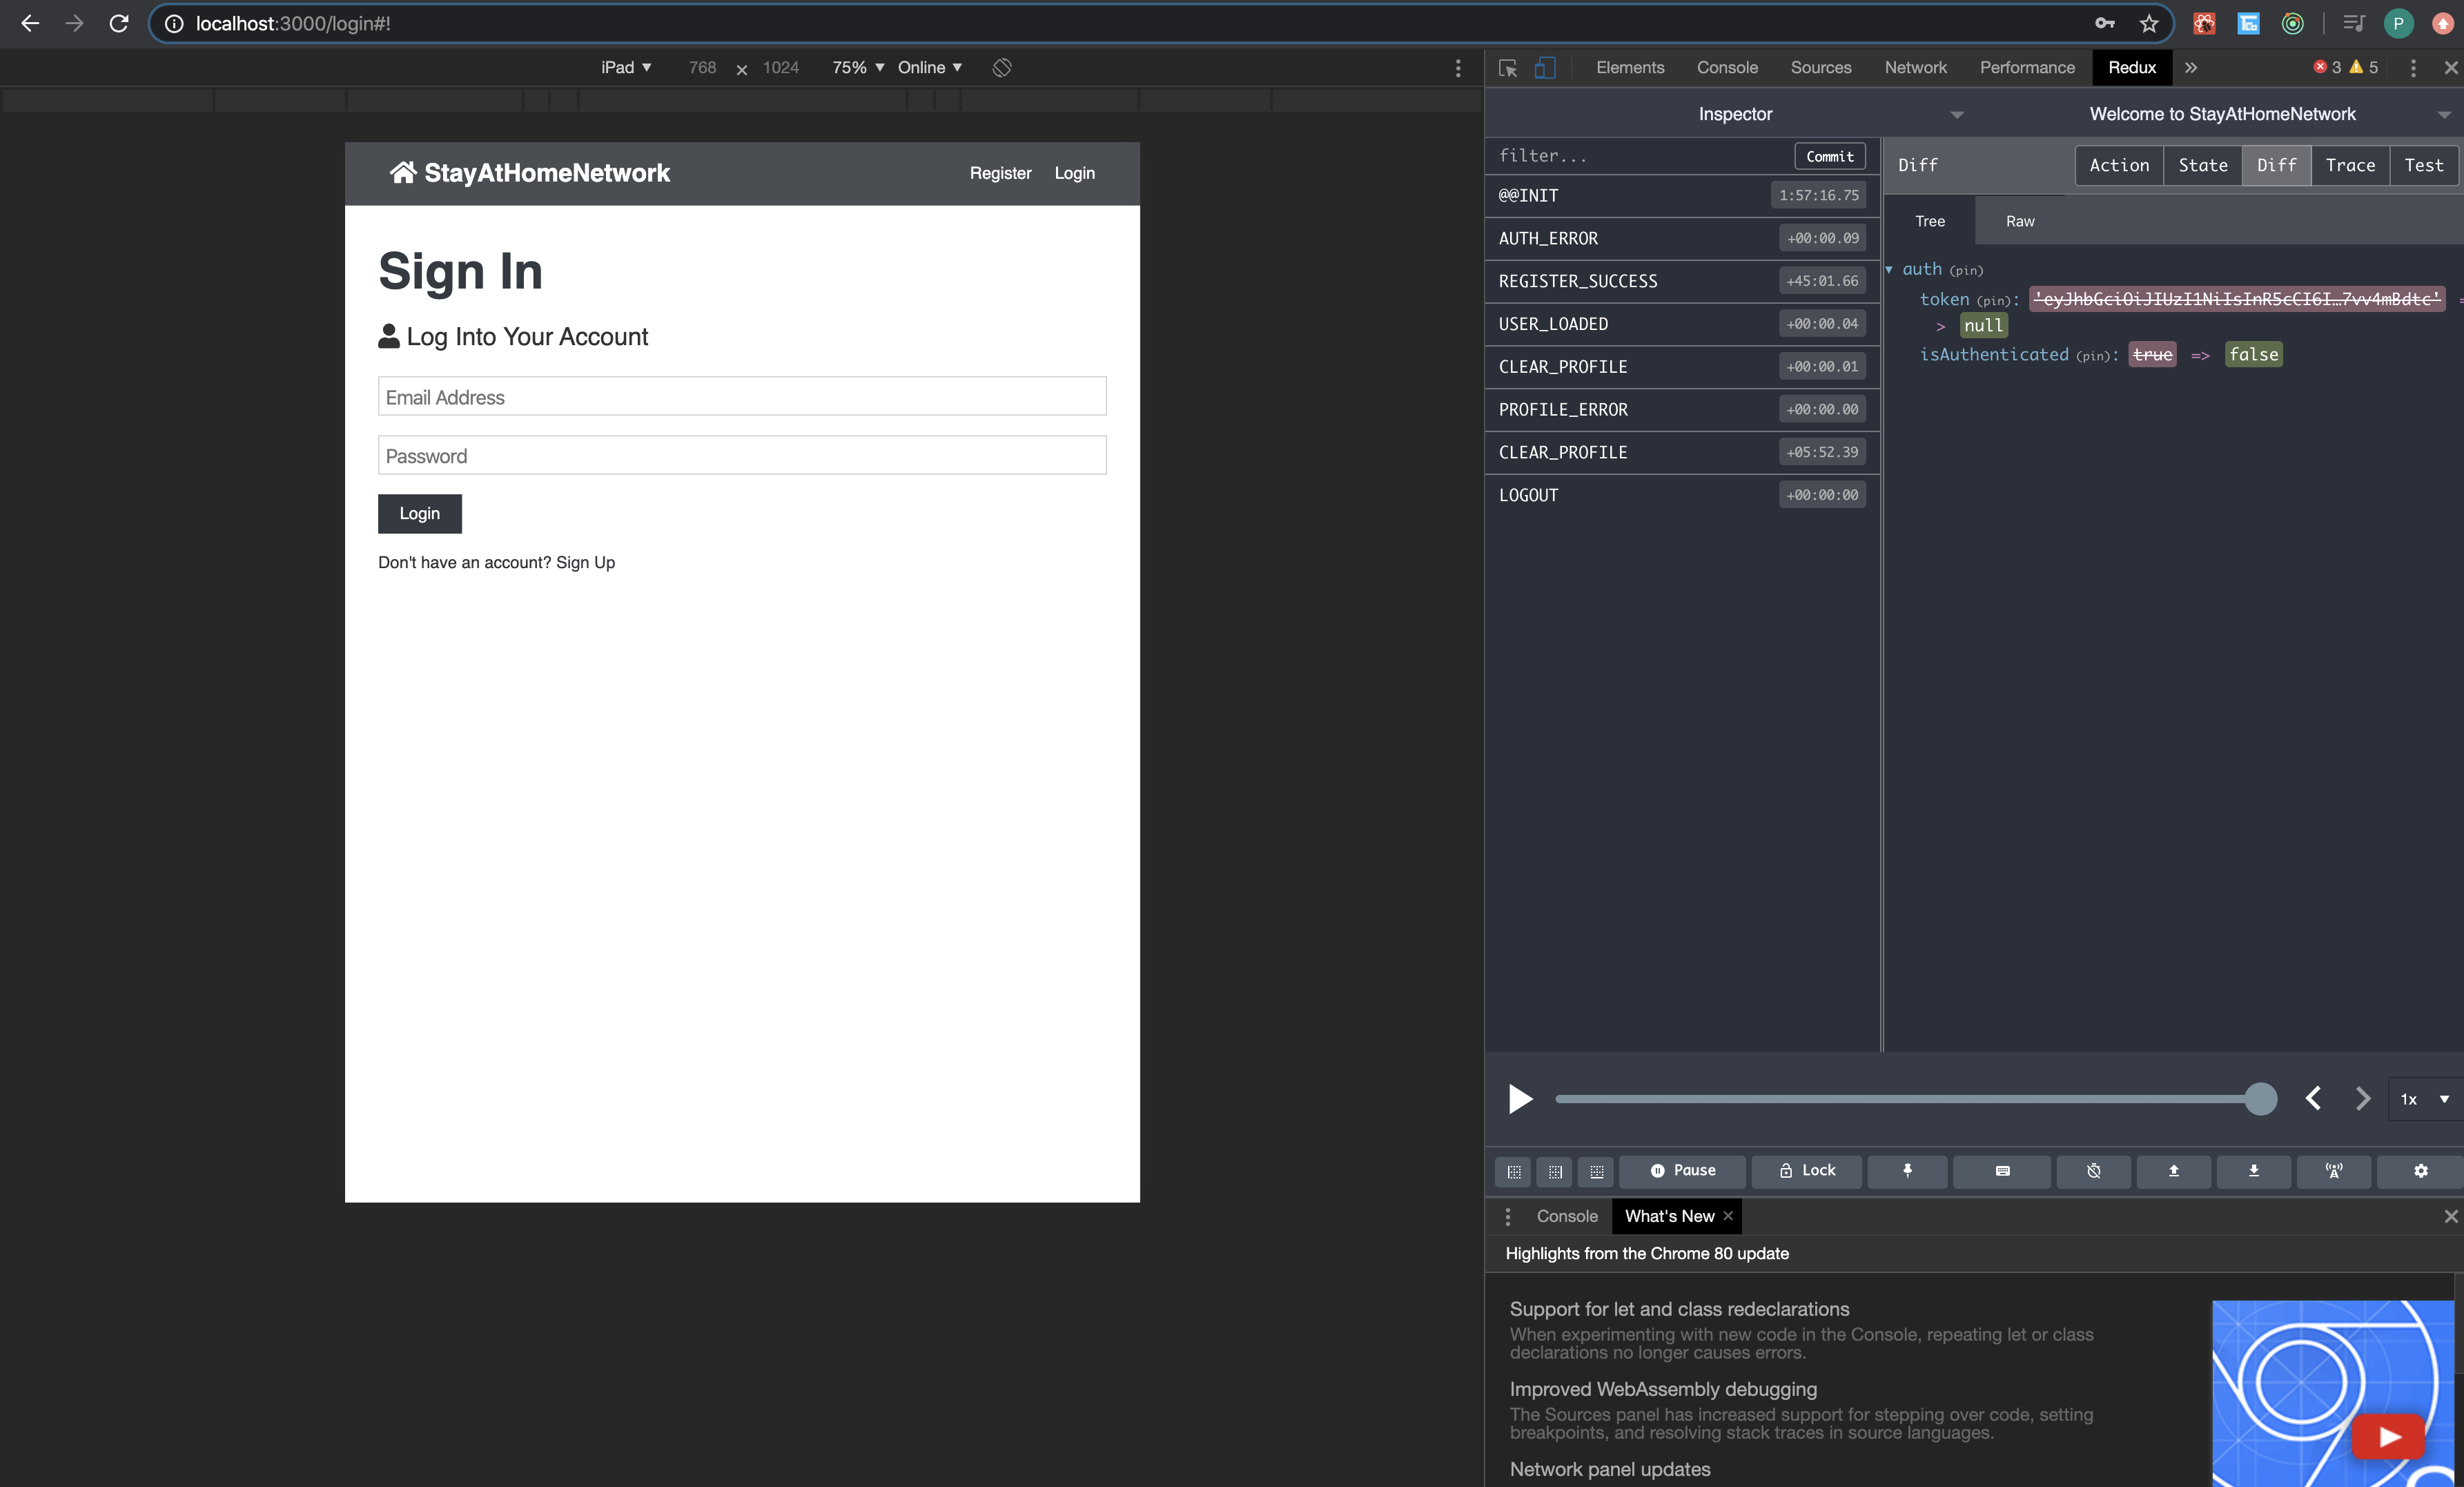 localhost:3000/login#!
P
iPad ▼ 768 × 1024 75% ▼ Online ▼
Elements Console Sources Network Performance Redux » 3 5
Inspector
Welcome to StayAtHomeNetwork
StayAtHomeNetwork
Register Login
Sign In
Log Into Your Account
Email Address
Password
Login
Don't have an account? Sign Up
filter... Commit
@@INIT 1:57:16.75
AUTH_ERROR +00:00.09
REGISTER_SUCCESS +45:01.66
USER_LOADED +00:00.04
CLEAR_PROFILE +00:00.01
PROFILE_ERROR +00:00.00
CLEAR_PROFILE +05:52.39
LOGOUT +00:00:00
Diff Action State Diff Trace Test
Tree Raw
auth (pin)
token (pin): 'eyJhbGciOiJIUzI1NiIsInR5cCI6I…7vv4mBdtc' =
> null
isAuthenticated (pin): true => false
1x
Pause Lock
Console What's New ×
Highlights from the Chrome 80 update
Support for let and class redeclarations
When experimenting with new code in the Console, repeating let or class
declarations no longer causes errors.
Improved WebAssembly debugging
The Sources panel has increased support for stepping over code, setting
breakpoints, and resolving stack traces in source languages.
Network panel updates